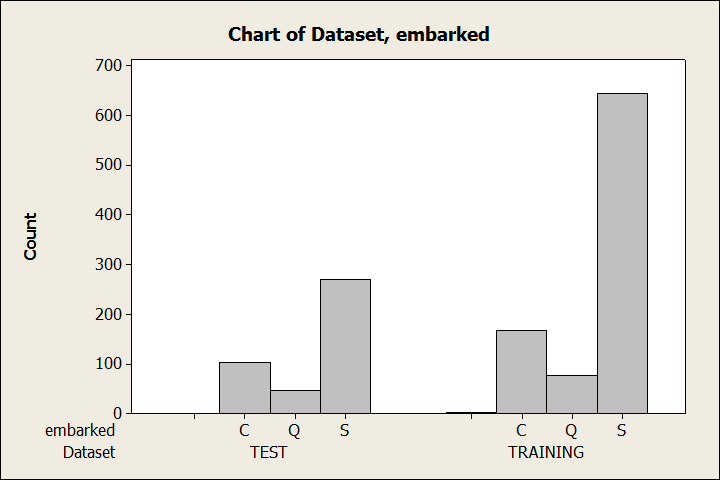 Chart of Dataset, embarked
700
600
500
400
300
200
100
0
Count
embarked C Q S C Q S
Dataset TEST TRAINING